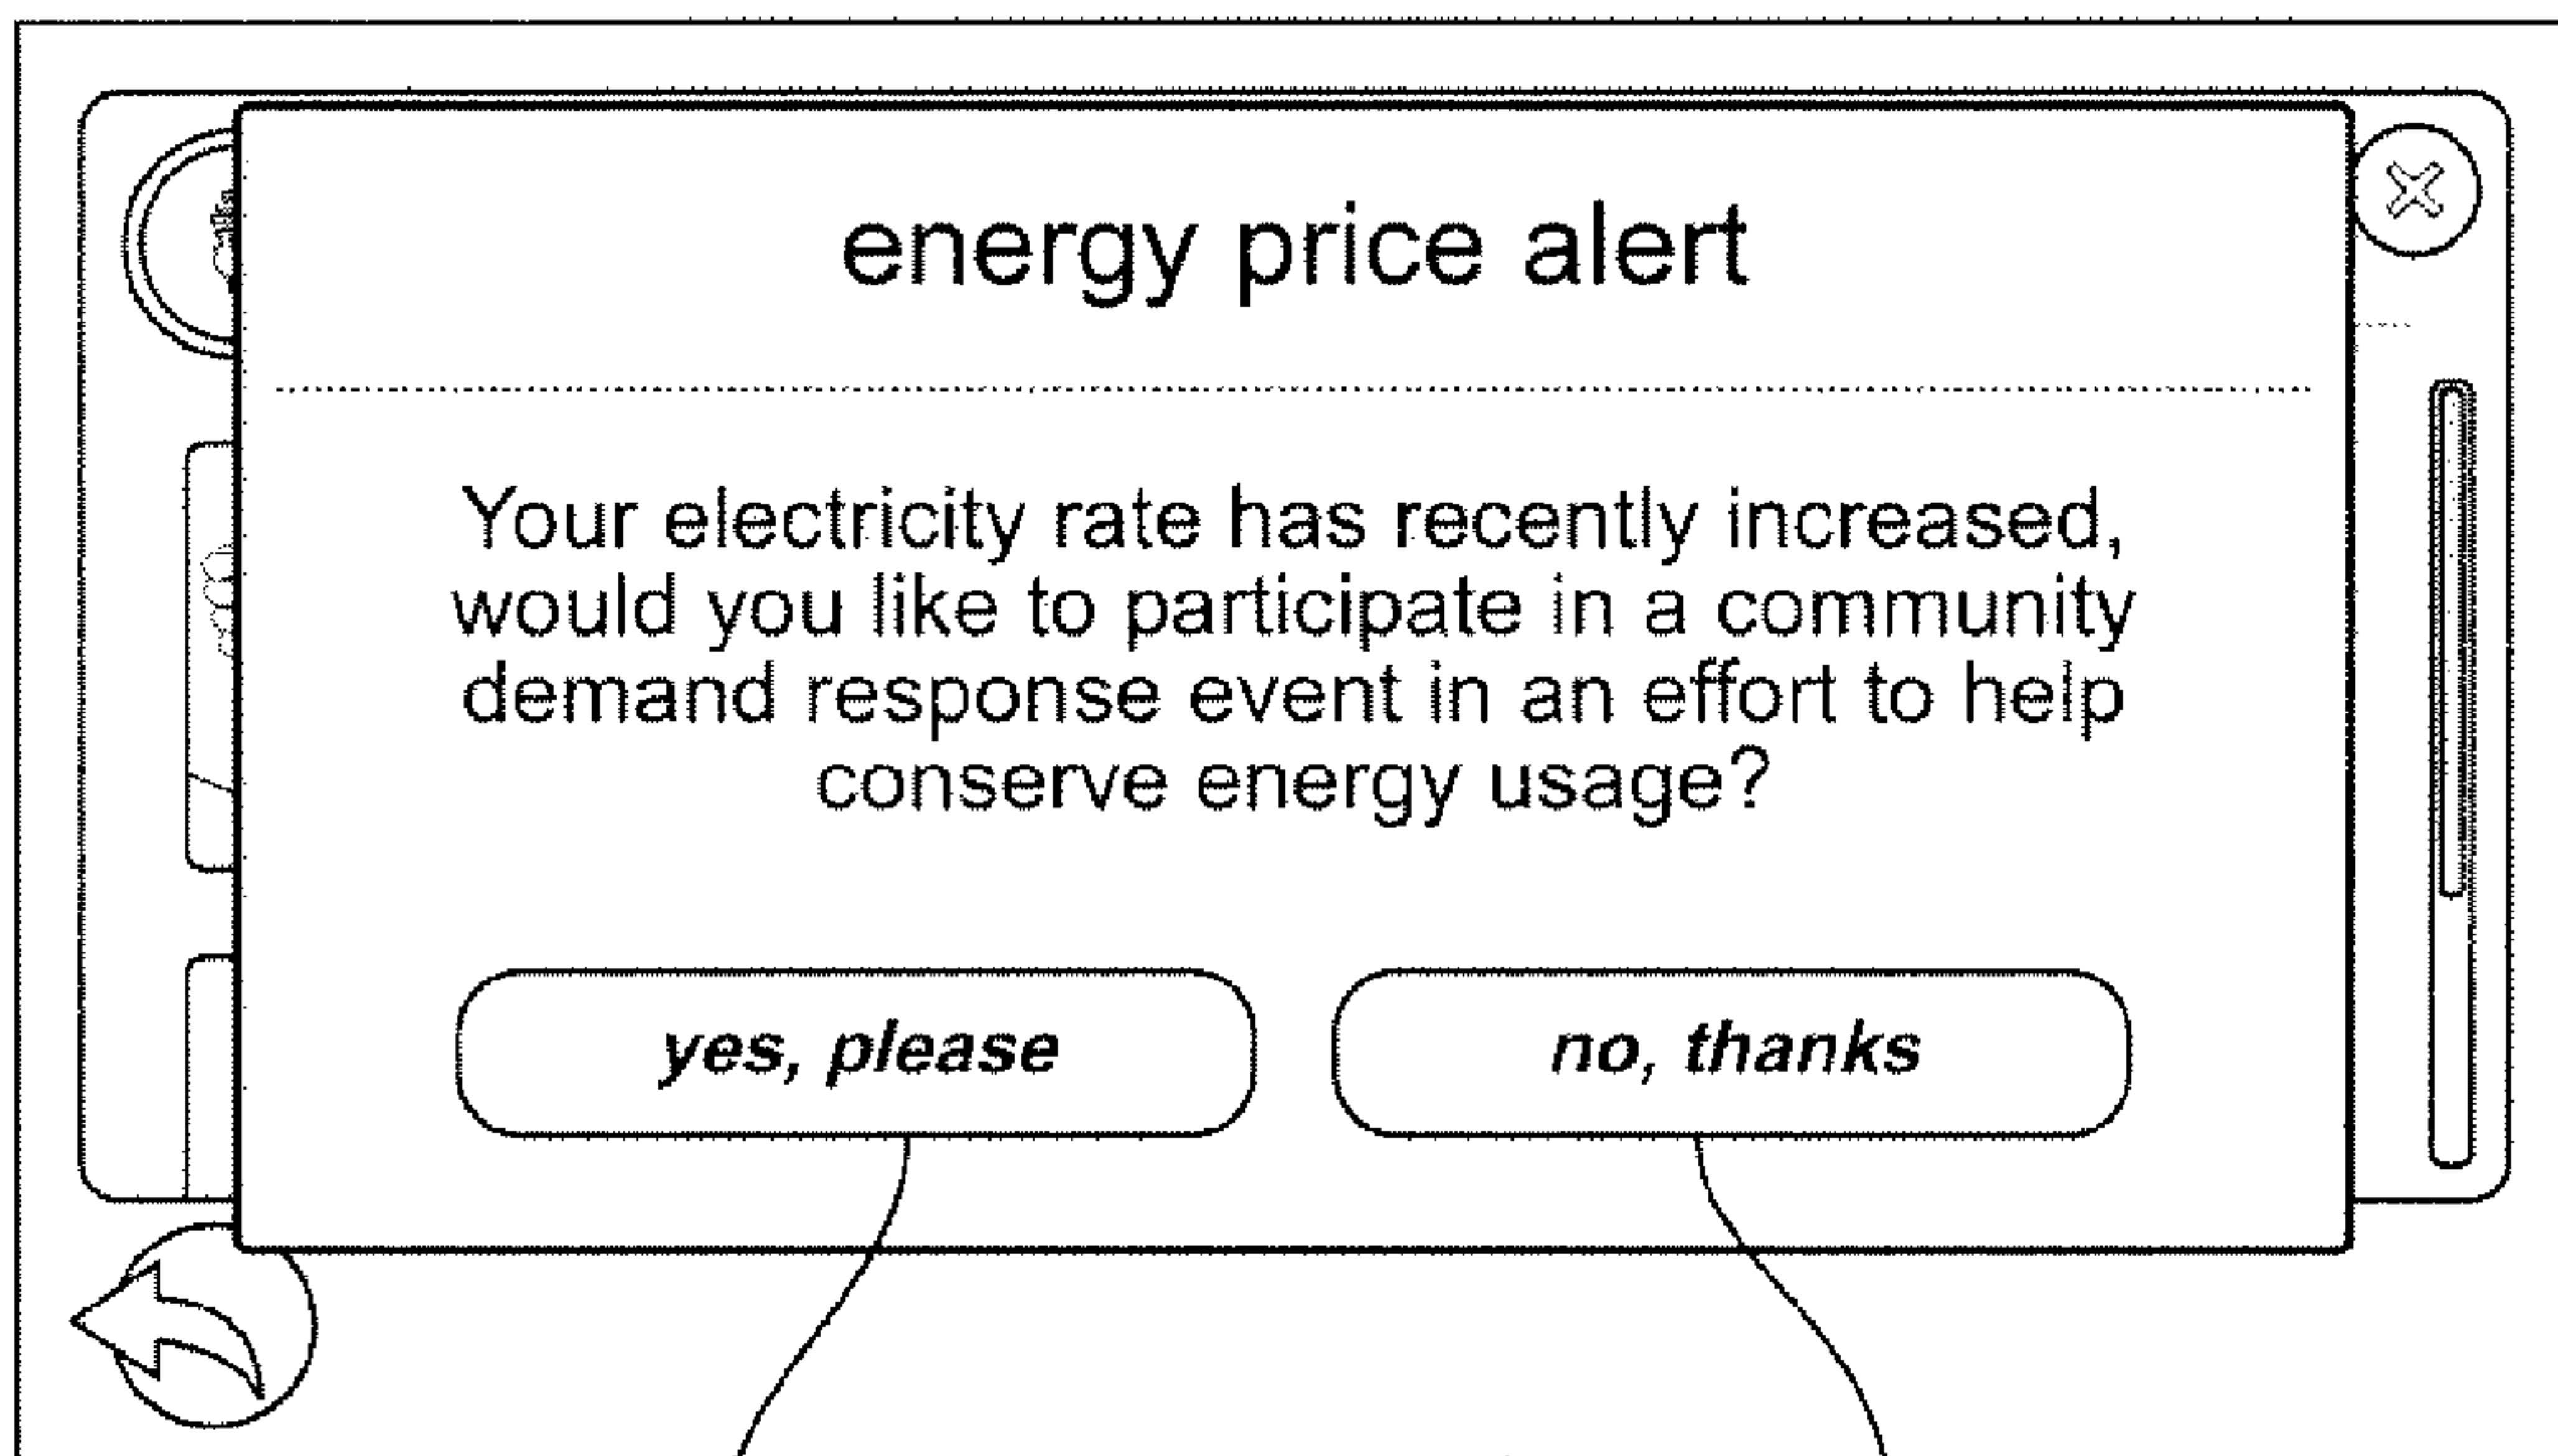 energy price alert
Your electricity rate has recently increased,
would you like to participate in a community
demand response event in an effort to help
conserve energy usage?
yes, please
no, thanks